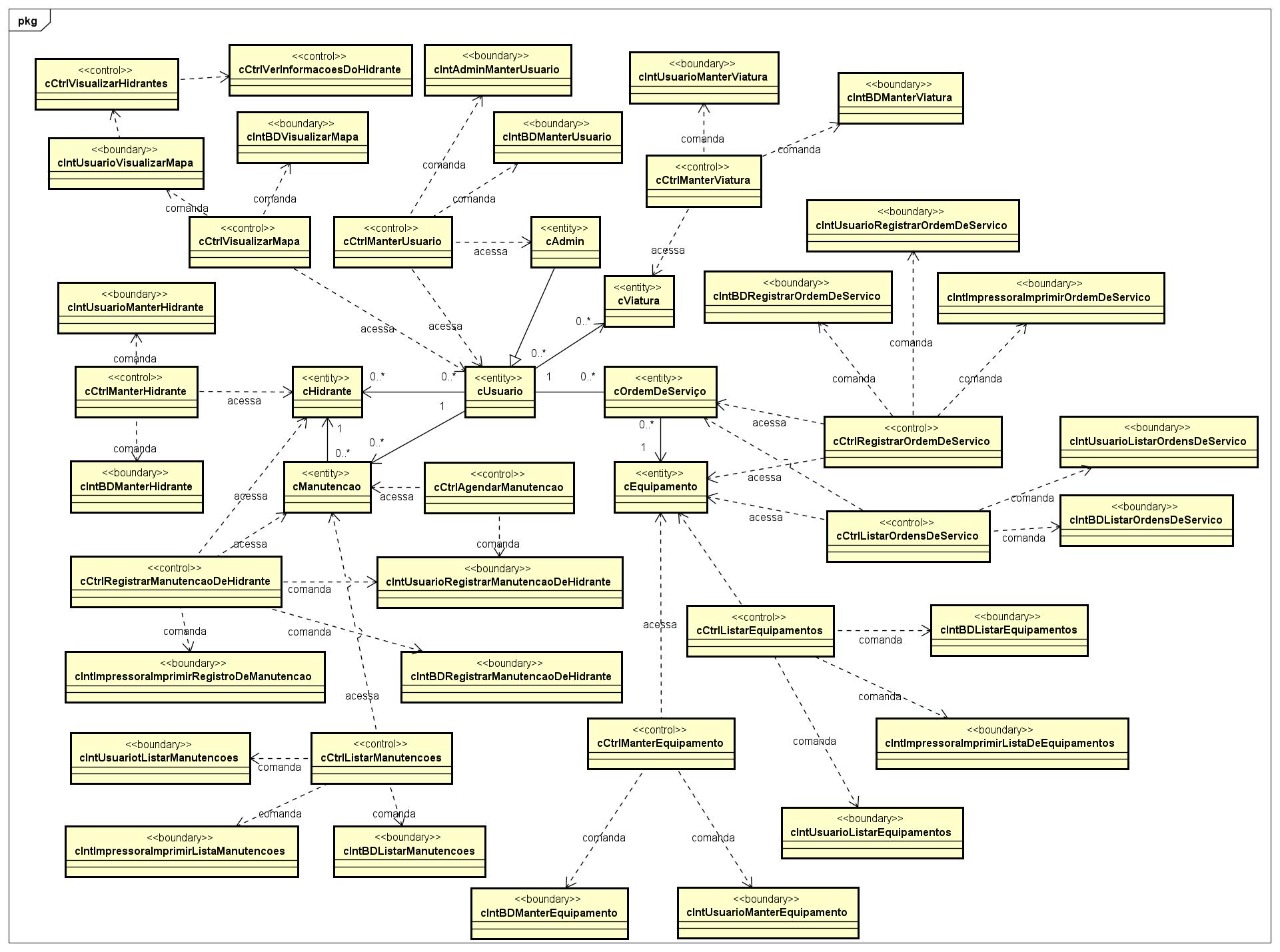 pkg
<<control>>
cCtrlVisualizarHidrantes
<<control>>
cCtrlVerInformacoesDoHidrante
<<boundary>>
cIntAdminManterUsuario
<<boundary>>
cIntUsuarioManterViatura
<<boundary>>
cIntBDManterViatura
<<boundary>>
cIntUsuarioVisualizarMapa
<<boundary>>
cIntBDVisualizarMapa
<<boundary>>
cIntBDManterUsuario
comanda
comanda
comanda
<<control>>
cCtrlManterViatura
comanda
comanda
comanda
<<control>>
cCtrlVisualizarMapa
<<control>>
cCtrlManterUsuario
acessa
<<entity>>
cAdmin
acessa
<<boundary>>
cIntUsuarioRegistrarOrdemDeServico
<<entity>>
cViatura
<<boundary>>
cIntBDRegistrarOrdemDeServico
<<boundary>>
cIntImpressoraImprimirOrdemDeServico
<<boundary>>
cIntUsuarioManterHidrante
acessa
acessa
0..*
0..*
comanda
comanda
comanda
comanda
<<control>>
cCtrlManterHidrante
acessa
<<entity>>
cHidrante
0..*
0..*
<<entity>>
cUsuario
1
0..*
<<entity>>
cOrdemDeServiço
1
1
0..*
0..*
0..*
1
acessa
<<control>>
cCtrlRegistrarOrdemDeServico
<<boundary>>
cIntUsuarioListarOrdensDeServico
comanda
<<boundary>>
cIntBDManterHidrante
<<entity>>
cManutencao
acessa
<<control>>
cCtrlAgendarManutencao
<<entity>>
cEquipamento
acessa
acessa
acessa
comanda
<<boundary>>
cIntBDListarOrdensDeServico
<<control>>
cCtrlListarOrdensDeServico
comanda
acessa
comanda
<<control>>
cCtrlRegistrarManutencaoDeHidrante
comanda
<<boundary>>
cIntUsuarioRegistrarManutencaoDeHidrante
comanda
comanda
acessa
<<control>>
cCtrlListarEquipamentos
comanda
<<boundary>>
cIntBDListarEquipamentos
<<boundary>>
cIntImpressoraImprimirRegistroDeManutencao
<<boundary>>
cIntBDRegistrarManutencaoDeHidrante
acessa
comanda
<<boundary>>
cIntUsuariotListarManutencoes
comanda
<<control>>
cCtrlListarManutencoes
<<control>>
cCtrlManterEquipamento
comanda
<<boundary>>
cIntImpressoraImprimirListaDeEquipamentos
comanda
comanda
<<boundary>>
cIntImpressoraImprimirListaManutencoes
<<boundary>>
cIntBDListarManutencoes
comanda
comanda
<<boundary>>
cIntUsuarioListarEquipamentos
<<boundary>>
cIntBDManterEquipamento
<<boundary>>
cIntUsuarioManterEquipamento